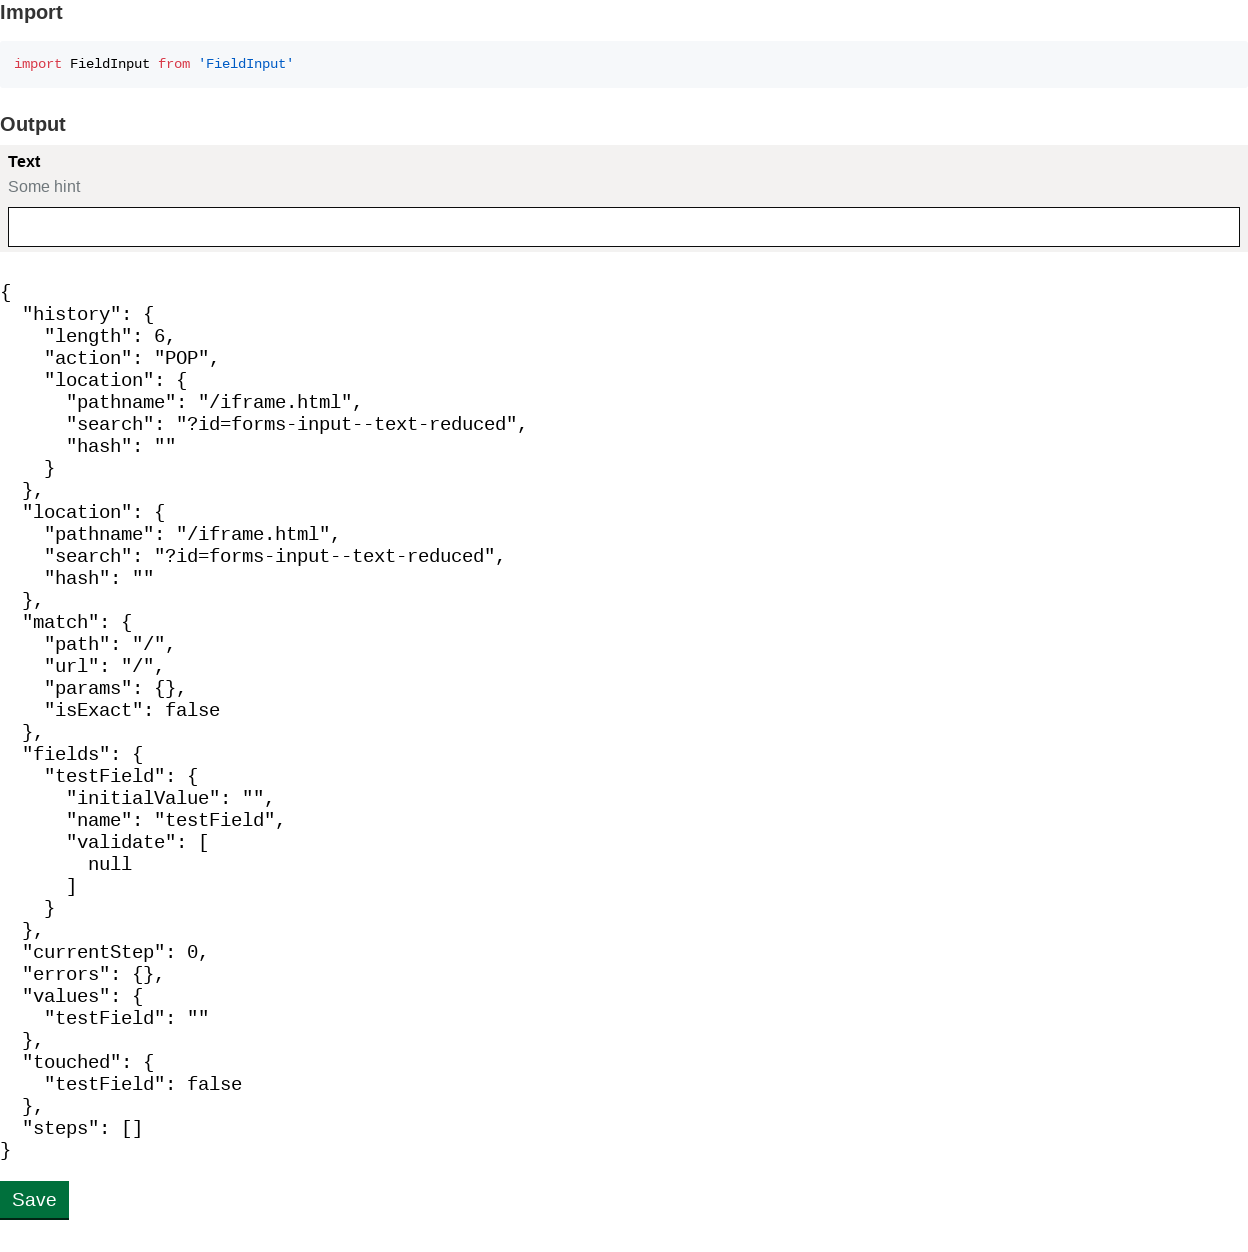 Import
import FieldInput from 'FieldInput'
Output
Text
Some hint
{
  "history": {
    "length": 6,
    "action": "POP",
    "location": {
      "pathname": "/iframe.html",
      "search": "?id=forms-input--text-reduced",
      "hash": ""
    }
  },
  "location": {
    "pathname": "/iframe.html",
    "search": "?id=forms-input--text-reduced",
    "hash": ""
  },
  "match": {
    "path": "/",
    "url": "/",
    "params": {},
    "isExact": false
  },
  "fields": {
    "testField": {
      "initialValue": "",
      "name": "testField",
      "validate": [
        null
      ]
    }
  },
  "currentStep": 0,
  "errors": {},
  "values": {
    "testField": ""
  },
  "touched": {
    "testField": false
  },
  "steps": []
}
Save